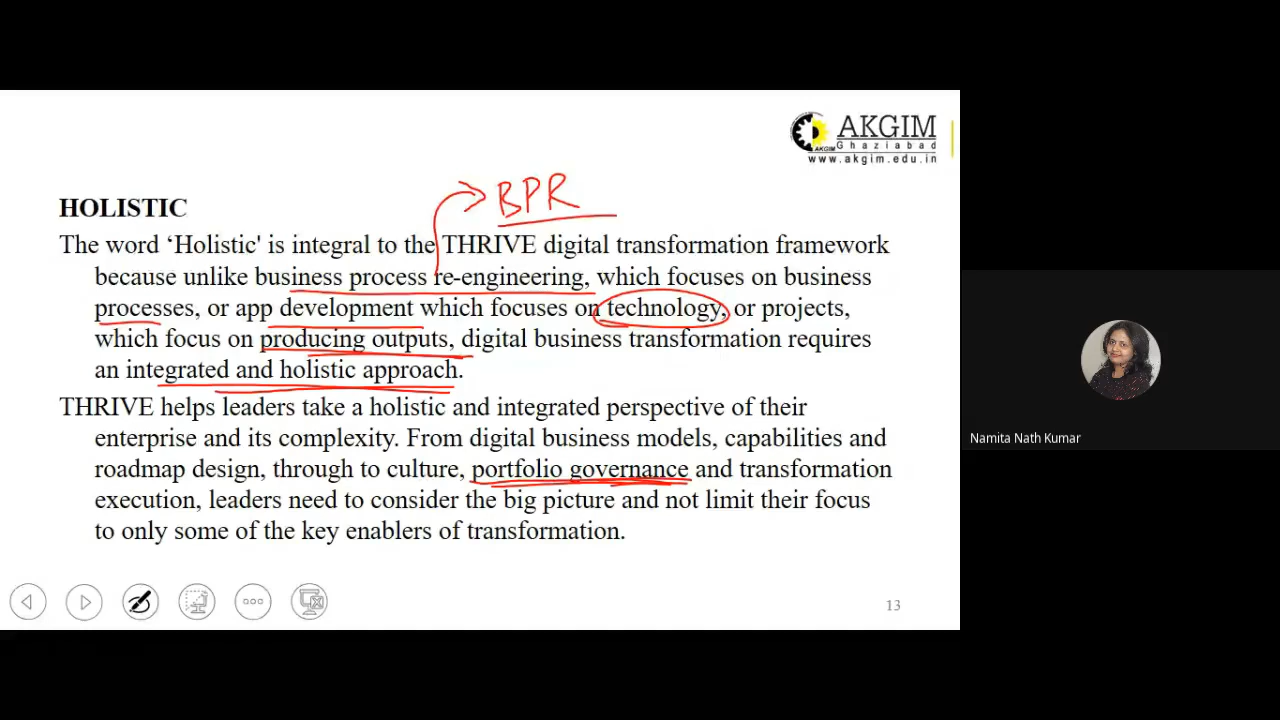 AKGIM
Ghaziabad
AKGIM
www.akgim.edu.in
BPR
HOLISTIC
The word ‘Holistic' is integral to the THRIVE digital transformation framework
because unlike business process re-engineering, which focuses on business
processes, or app development which focuses on technology, or projects,
which focus on producing outputs, digital business transformation requires
an integrated and holistic approach.
THRIVE helps leaders take a holistic and integrated perspective of their
enterprise and its complexity. From digital business models, capabilities and
roadmap design, through to culture, portfolio governance and transformation
execution, leaders need to consider the big picture and not limit their focus
to only some of the key enablers of transformation.
13
Namita Nath Kumar